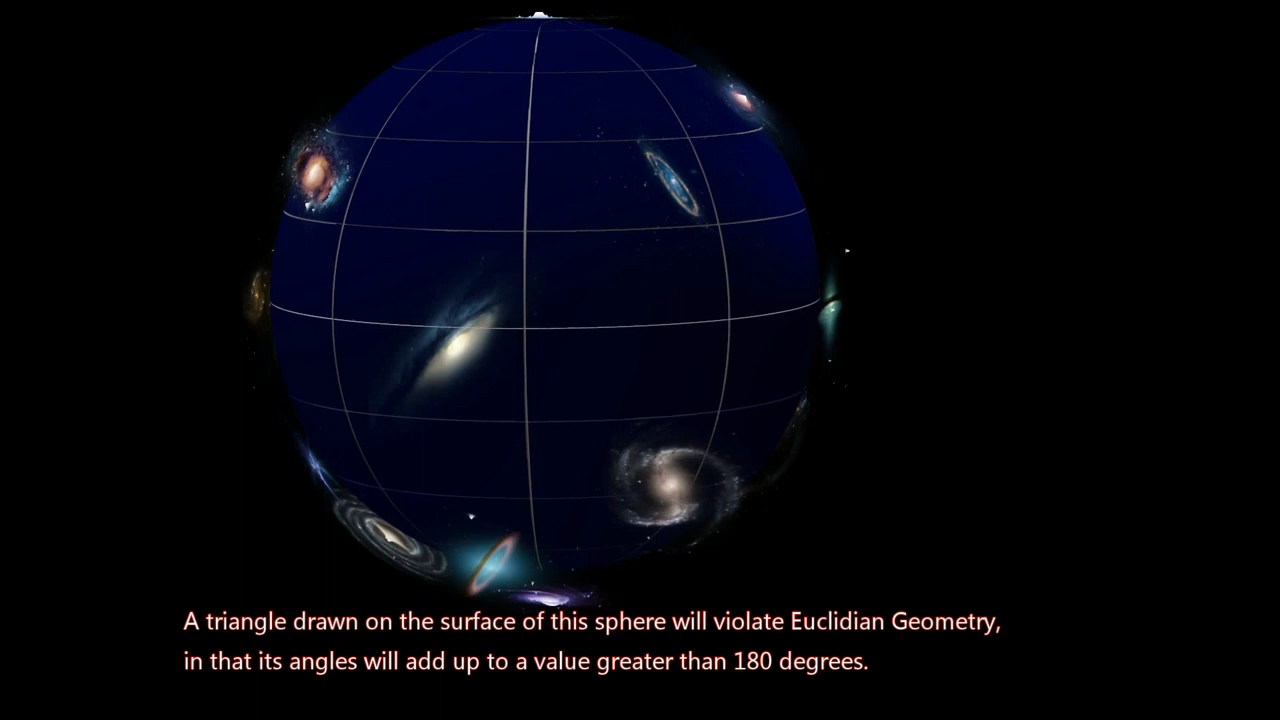 A triangle drawn on the surface of this sphere will violate Euclidian Geometry,
in that its angles will add up to a value greater than 180 degrees.